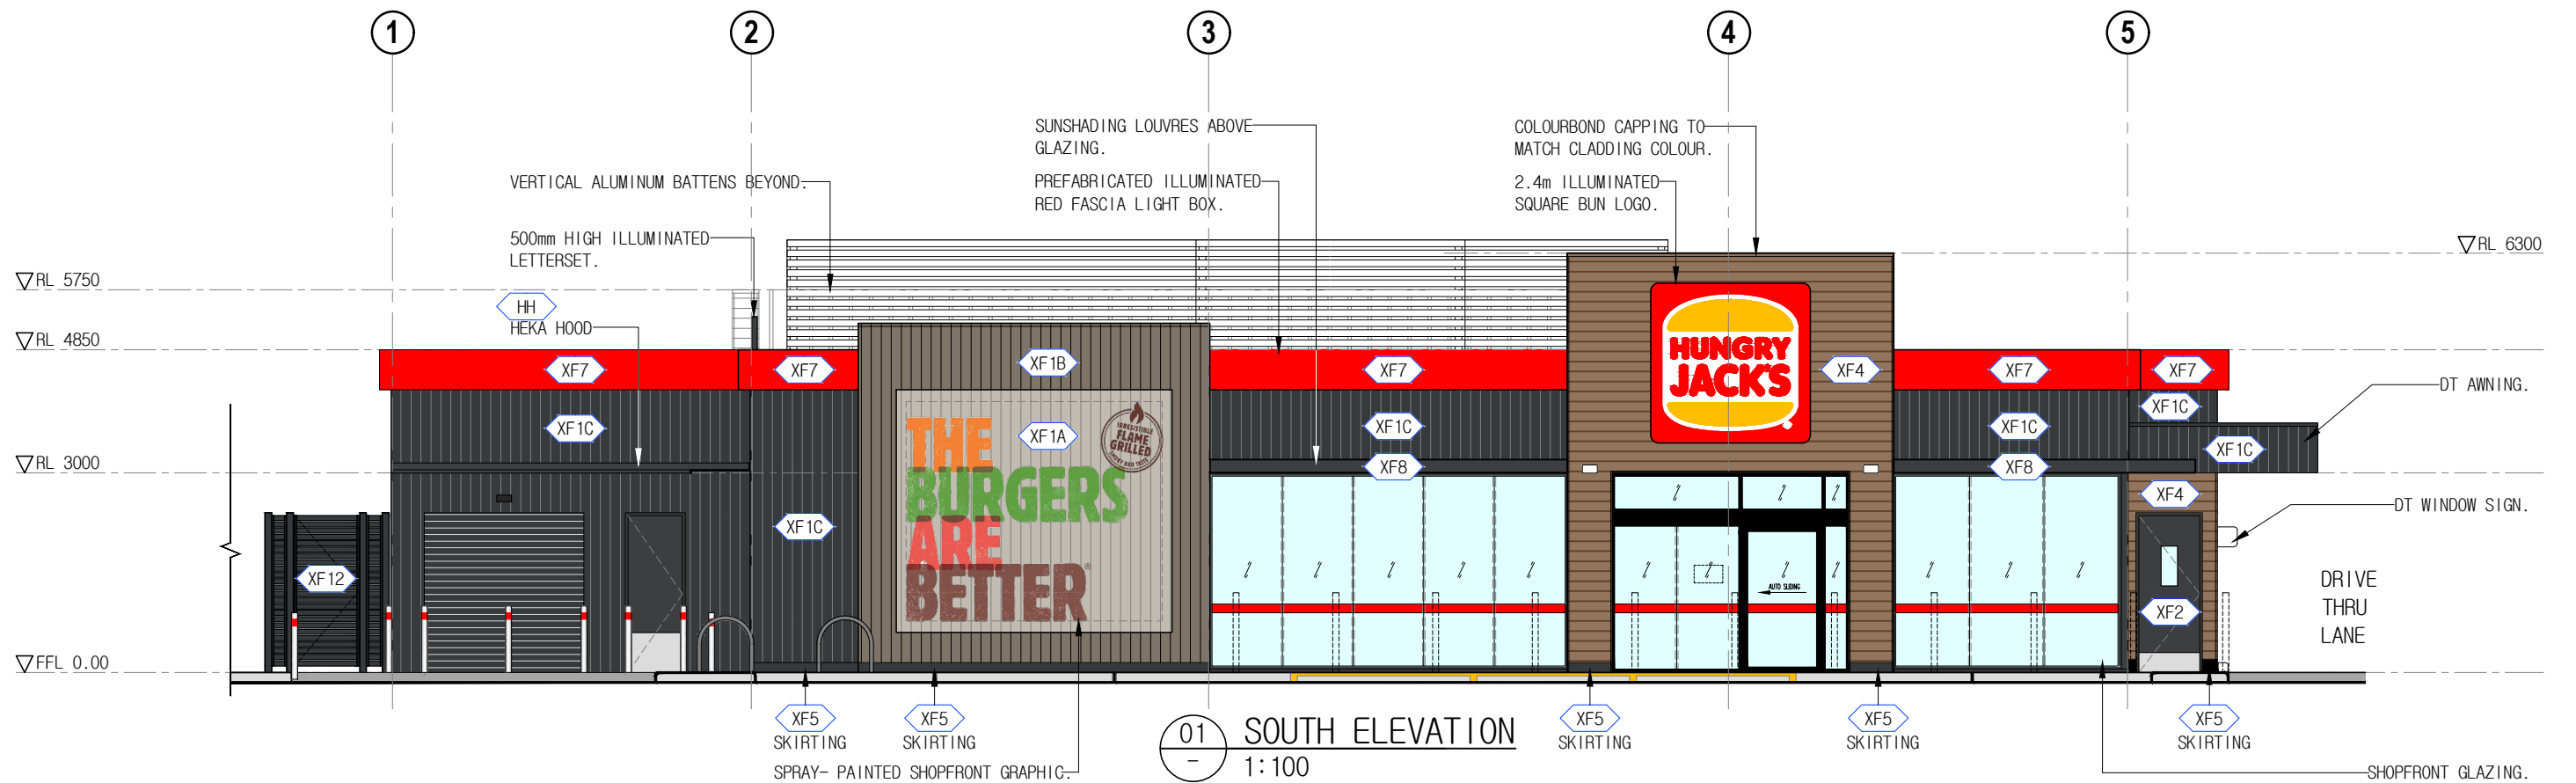 1
2
3
4
5
SUNSHADING LOUVRES ABOVE
GLAZING.
COLOURBOND CAPPING TO
MATCH CLADDING COLOUR.
VERTICAL ALUMINUM BATTENS BEYOND.
PREFABRICATED ILLUMINATED
RED FASCIA LIGHT BOX.
2.4m ILLUMINATED
SQUARE BUN LOGO.
500mm HIGH ILLUMINATED
LETTERSET.
RL 6300
RL 5750
HH
HEKA HOOD
RL 4850
XF7
XF7
XF1B
XF7
HUNGRY
JACK'S
XF4
XF7
XF7
DT AWNING.
XF1C
XF1A
XF1C
XF1C
XF1C
XF1C
THE
BURGERS
ARE
BETTER®
IRRESISTIBLE
FLAME
GRILLED
SMOKY BBQ TASTE
RL 3000
XF8
XF8
XF4
DT WINDOW SIGN.
XF1C
XF12
AUTO SLIDING
XF2
DRIVE
THRU
LANE
FFL 0.00
XF5
SKIRTING
XF5
SKIRTING
XF5
SKIRTING
XF5
SKIRTING
XF5
SKIRTING
SPRAY- PAINTED SHOPFRONT GRAPHIC.
01
-
SOUTH ELEVATION
1:100
SHOPFRONT GLAZING.